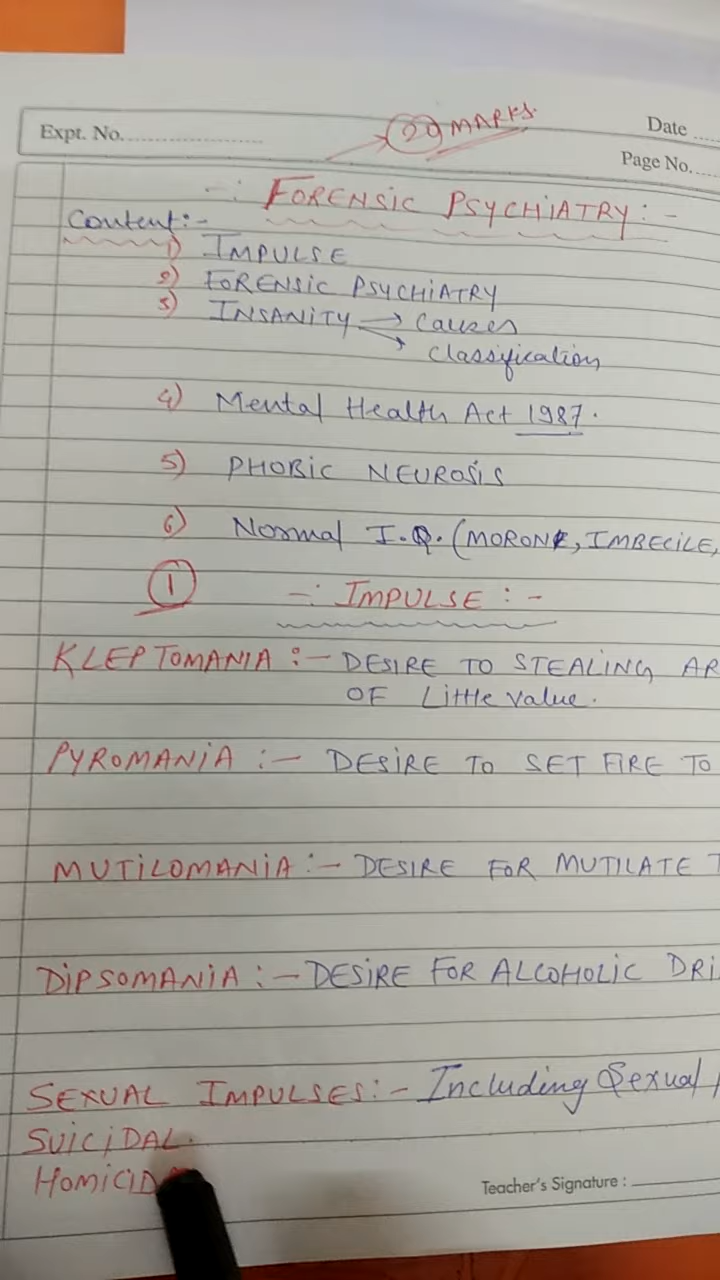 20 MARKS.
Expt. No.
Date
Page No.
-: FORENSIC PSYCHIATRY: -
Content:-
1) IMPULSE
2) FORENSIC PSYCHIATRY
3) INSANITY → Causes
→ Classification
4) Mental Health Act 1987.
5) PHOBIC NEUROSIS
6) Normal I.Q. (MORON, IMBECILE,
1 -: IMPULSE: -
KLEPTOMANIA :- DESIRE TO STEALING AR
OF Little value.
PYROMANIA :- DESIRE TO SET FIRE TO
MUTILOMANIA :- DESIRE FOR MUTILATE T
DIPSOMANIA :- DESIRE FOR ALCOHOLIC DRI
SEXUAL IMPULSES:- Including Sexual
SUICIDAL.
HOMICID
Teacher's Signature :